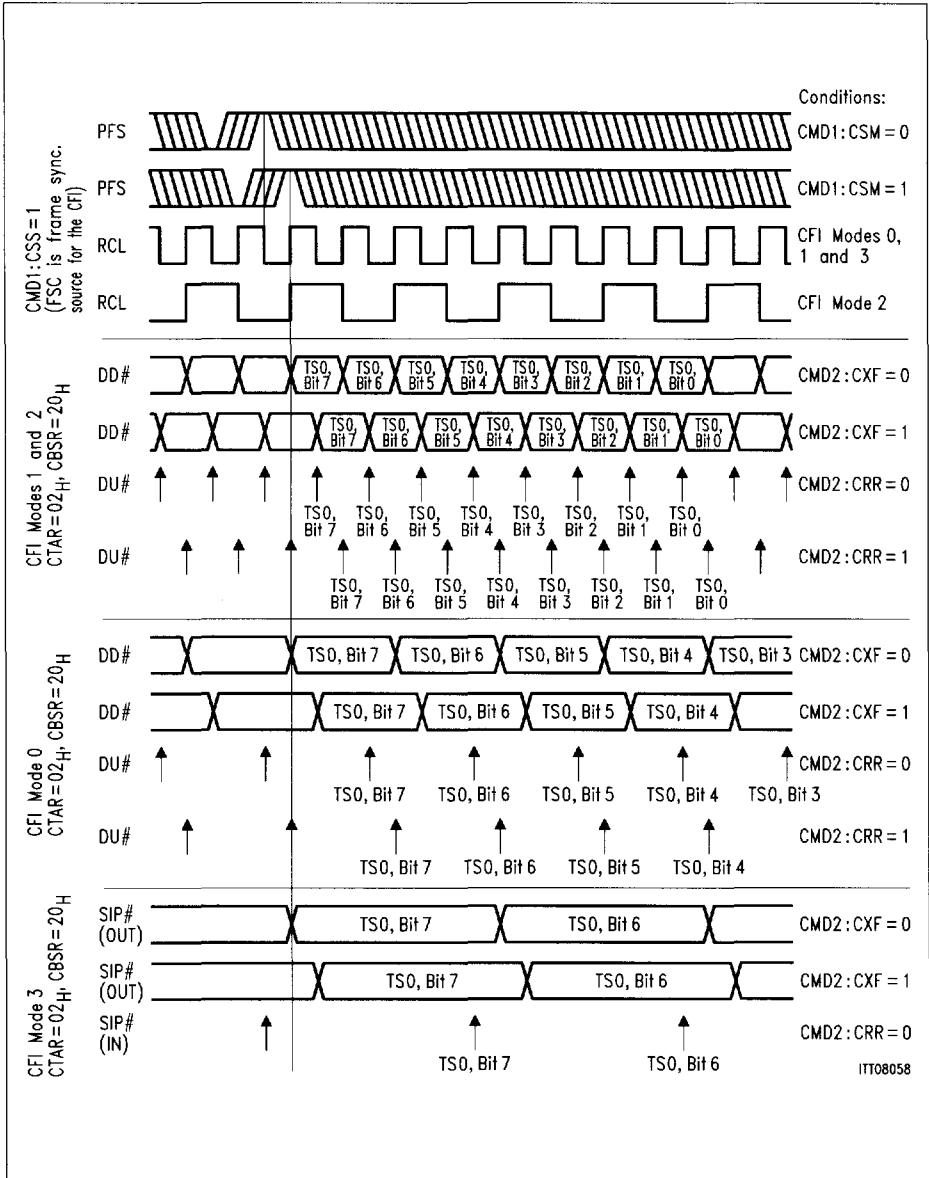 Conditions:
PFS CMD1:CSM = 0
PFS CMD1:CSM = 1
CMD1:CSS = 1
(FSC is frame sync.
source for the CFI)
RCL CFI Modes 0,
1 and 3
RCL CFI Mode 2
CFI Modes 1 and 2
CTAR = 02H, CBSR = 20H
DD# TS0, Bit 7 TS0, Bit 6 TS0, Bit 5 TS0, Bit 4 TS0, Bit 3 TS0, Bit 2 TS0, Bit 1 TS0, Bit 0 CMD2:CXF = 0
DD# TS0, Bit 7 TS0, Bit 6 TS0, Bit 5 TS0, Bit 4 TS0, Bit 3 TS0, Bit 2 TS0, Bit 1 TS0, Bit 0 CMD2:CXF = 1
DU# CMD2:CRR = 0
TS0, Bit 7 TS0, Bit 6 TS0, Bit 5 TS0, Bit 4 TS0, Bit 3 TS0, Bit 2 TS0, Bit 1 TS0, Bit 0
DU# CMD2:CRR = 1
TS0, Bit 7 TS0, Bit 6 TS0, Bit 5 TS0, Bit 4 TS0, Bit 3 TS0, Bit 2 TS0, Bit 1 TS0, Bit 0
CFI Mode 0
CTAR = 02H, CBSR = 20H
DD# TS0, Bit 7 TS0, Bit 6 TS0, Bit 5 TS0, Bit 4 TS0, Bit 3 CMD2:CXF = 0
DD# TS0, Bit 7 TS0, Bit 6 TS0, Bit 5 TS0, Bit 4 CMD2:CXF = 1
DU# CMD2:CRR = 0
TS0, Bit 7 TS0, Bit 6 TS0, Bit 5 TS0, Bit 4 TS0, Bit 3
DU# CMD2:CRR = 1
TS0, Bit 7 TS0, Bit 6 TS0, Bit 5 TS0, Bit 4
CFI Mode 3
CTAR = 02H, CBSR = 20H
SIP#
(OUT) TS0, Bit 7 TS0, Bit 6 CMD2:CXF = 0
SIP#
(OUT) TS0, Bit 7 TS0, Bit 6 CMD2:CXF = 1
SIP#
(IN) CMD2:CRR = 0
TS0, Bit 7 TS0, Bit 6
ITT08058